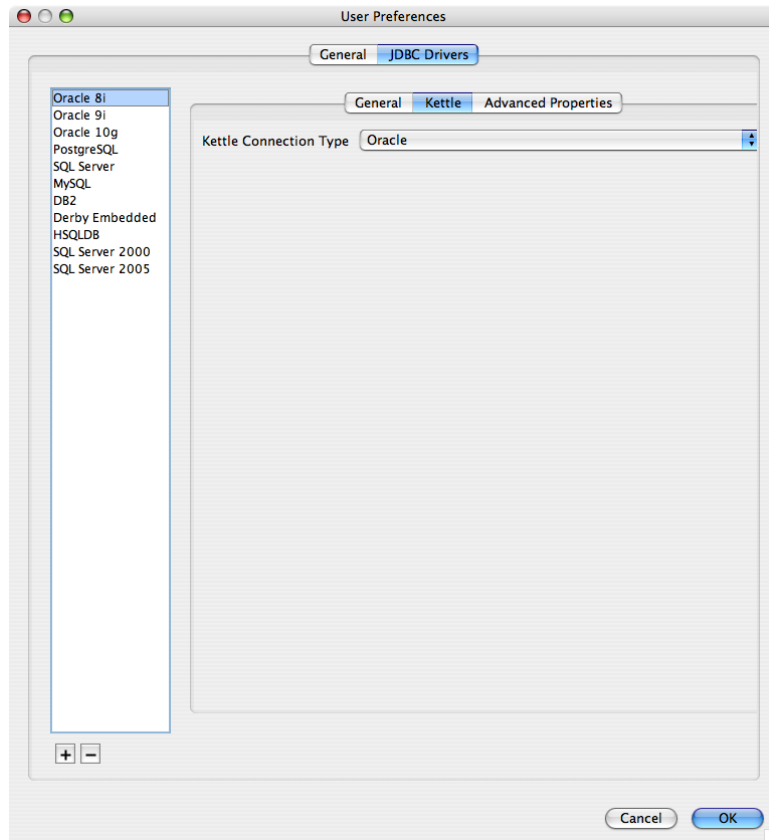 User Preferences
General JDBC Drivers
Oracle 8i
Oracle 9i
Oracle 10g
PostgreSQL
SQL Server
MySQL
DB2
Derby Embedded
HSQLDB
SQL Server 2000
SQL Server 2005
General Kettle Advanced Properties
Kettle Connection Type Oracle
+ −
Cancel OK